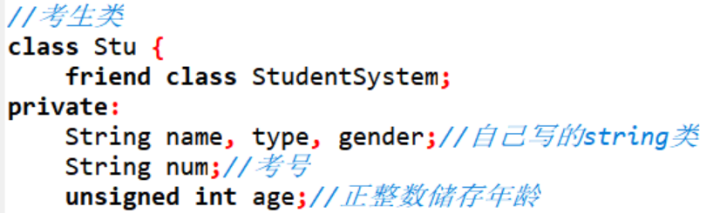 //考生类
class Stu {
    friend class StudentSystem;
private:
    String name, type, gender;//自己写的string类
    String num;//考号
    unsigned int age;//正整数储存年龄